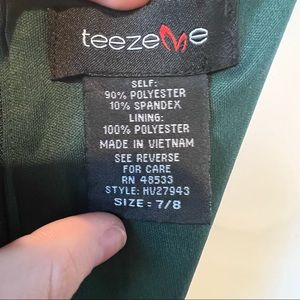 teezeMe
SELF:
90% POLYESTER
10% SPANDEX
LINING:
100% POLYESTER
MADE IN VIETNAM
SEE REVERSE
FOR CARE
RN 48533
STYLE: HV27943
SIZE: 7/8